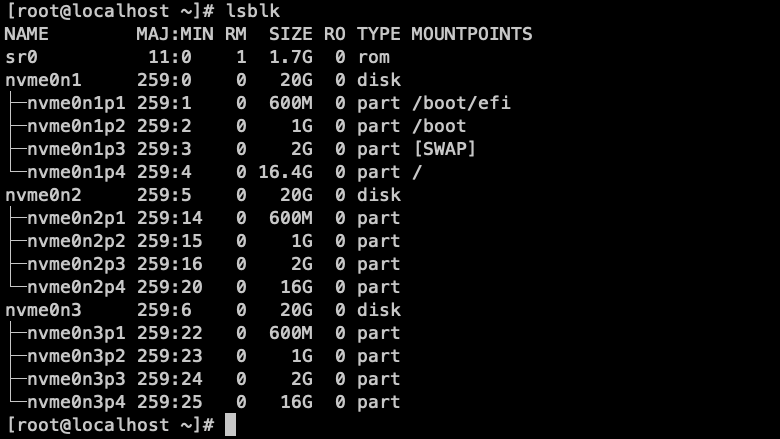 [root@localhost ~]# lsblk
NAME        MAJ:MIN RM  SIZE RO TYPE MOUNTPOINTS
sr0          11:0    1  1.7G  0 rom
nvme0n1     259:0    0   20G  0 disk
├─nvme0n1p1 259:1    0  600M  0 part /boot/efi
├─nvme0n1p2 259:2    0    1G  0 part /boot
├─nvme0n1p3 259:3    0    2G  0 part [SWAP]
└─nvme0n1p4 259:4    0 16.4G  0 part /
nvme0n2     259:5    0   20G  0 disk
├─nvme0n2p1 259:14   0  600M  0 part
├─nvme0n2p2 259:15   0    1G  0 part
├─nvme0n2p3 259:16   0    2G  0 part
└─nvme0n2p4 259:20   0   16G  0 part
nvme0n3     259:6    0   20G  0 disk
├─nvme0n3p1 259:22   0  600M  0 part
├─nvme0n3p2 259:23   0    1G  0 part
├─nvme0n3p3 259:24   0    2G  0 part
└─nvme0n3p4 259:25   0   16G  0 part
[root@localhost ~]#